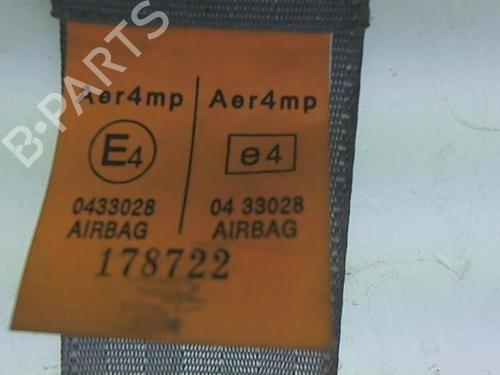 B-PARTS
Aer4mp Aer4mp
E4 e4
0433028 04 33028
AIRBAG AIRBAG
178722